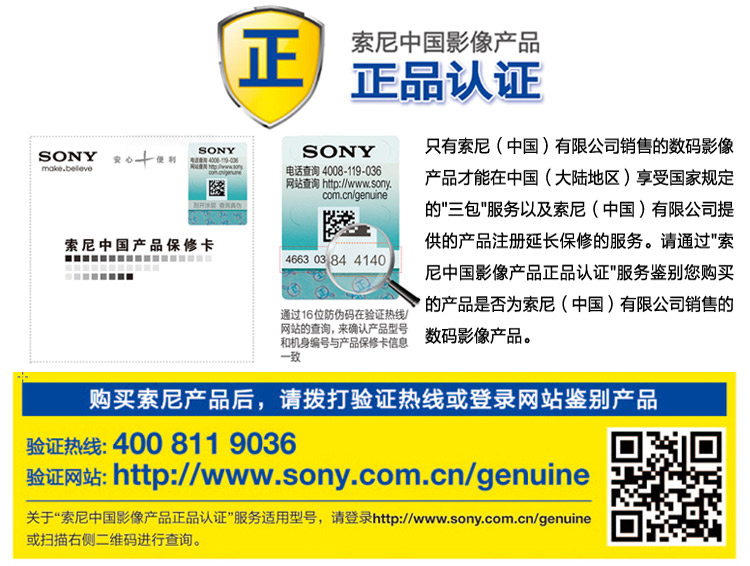 正
索尼中国影像产品
正品认证
SONY
make.believe
安心 便利
SONY
电话查询 4008-119-036
网站查询 http://www.sony.
com.cn/genuine
刮开涂层 查询真伪
索尼中国产品保修卡
SONY
电话查询 4008-119-036
网站查询 http://www.sony.
com.cn/genuine
4663 03 84 4140
通过16位防伪码在验证热线/
网站的查询，来确认产品型号
和机身编号与产品保修卡信息
一致
只有索尼（中国）有限公司销售的数码影像
产品才能在中国（大陆地区）享受国家规定
的"三包"服务以及索尼（中国）有限公司提
供的产品注册延长保修的服务。请通过"索
尼中国影像产品正品认证"服务鉴别您购买
的产品是否为索尼（中国）有限公司销售的
数码影像产品。
购买索尼产品后，请拨打验证热线或登录网站鉴别产品
验证热线: 400 811 9036
验证网站: http://www.sony.com.cn/genuine
关于“索尼中国影像产品正品认证”服务适用型号，请登录http://www.sony.com.cn/genuine
或扫描右侧二维码进行查询。